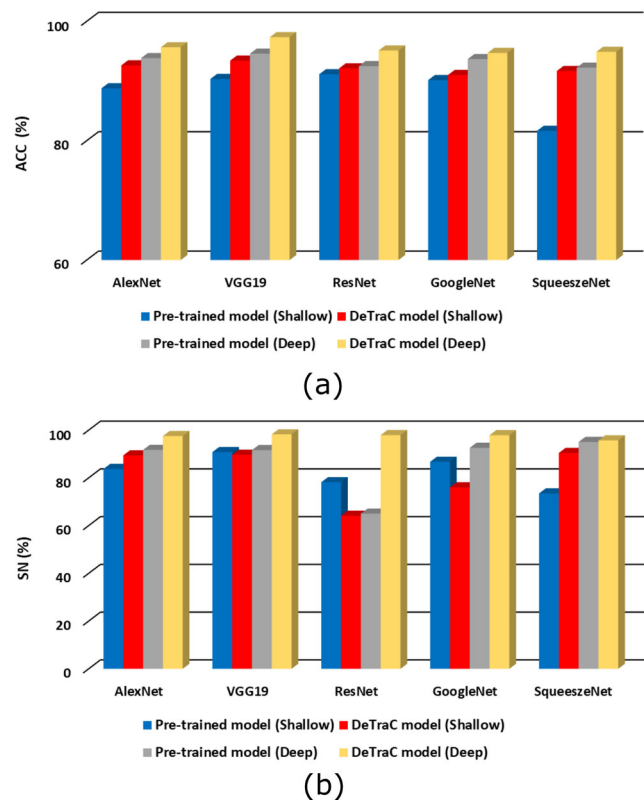 100
80
60
ACC (%)
AlexNet VGG19 ResNet GoogleNet SqueeszeNet
Pre-trained model (Shallow) DeTraC model (Shallow)
Pre-trained model (Deep) DeTraC model (Deep)
(a)
100
80
60
40
20
0
SN (%)
AlexNet VGG19 ResNet GoogleNet SqueeszeNet
Pre-trained model (Shallow) DeTraC model (Shallow)
Pre-trained model (Deep) DeTraC model (Deep)
(b)